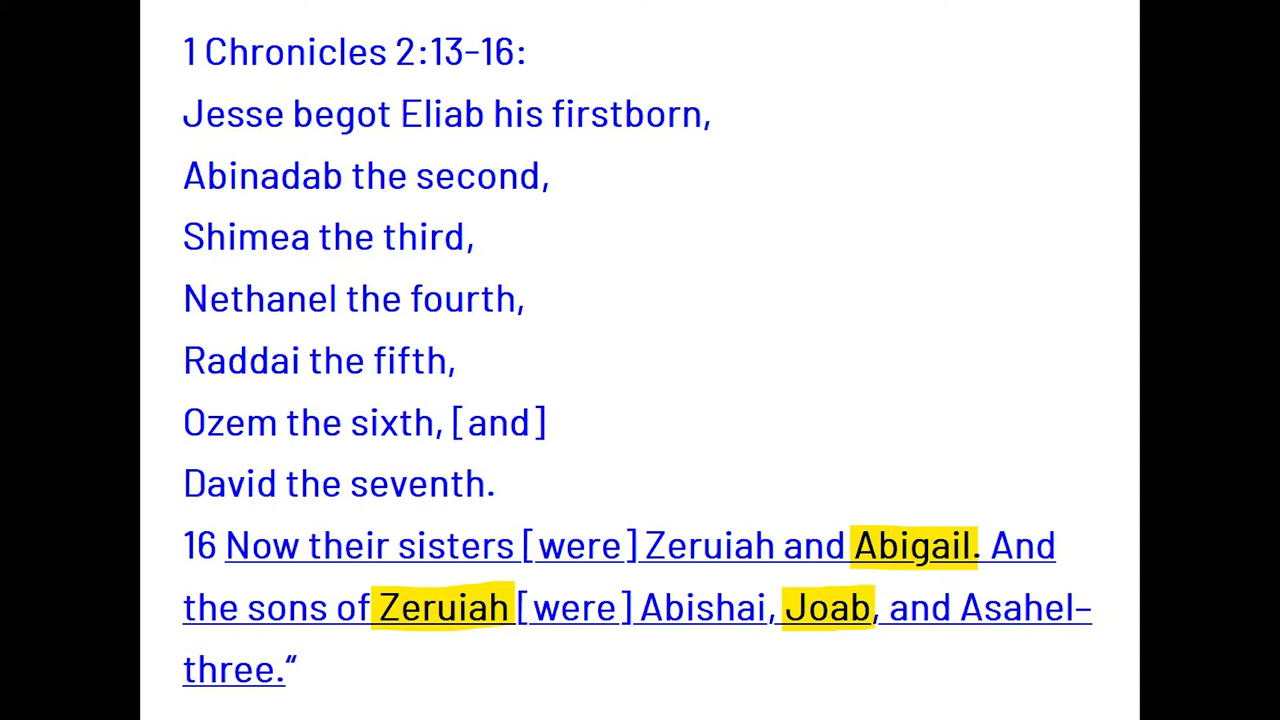 1 Chronicles 2:13-16:
Jesse begot Eliab his firstborn,
Abinadab the second,
Shimea the third,
Nethanel the fourth,
Raddai the fifth,
Ozem the sixth, [and]
David the seventh.
16 Now their sisters [were] Zeruiah and Abigail. And
the sons of Zeruiah [were] Abishai, Joab, and Asahel–
three.“